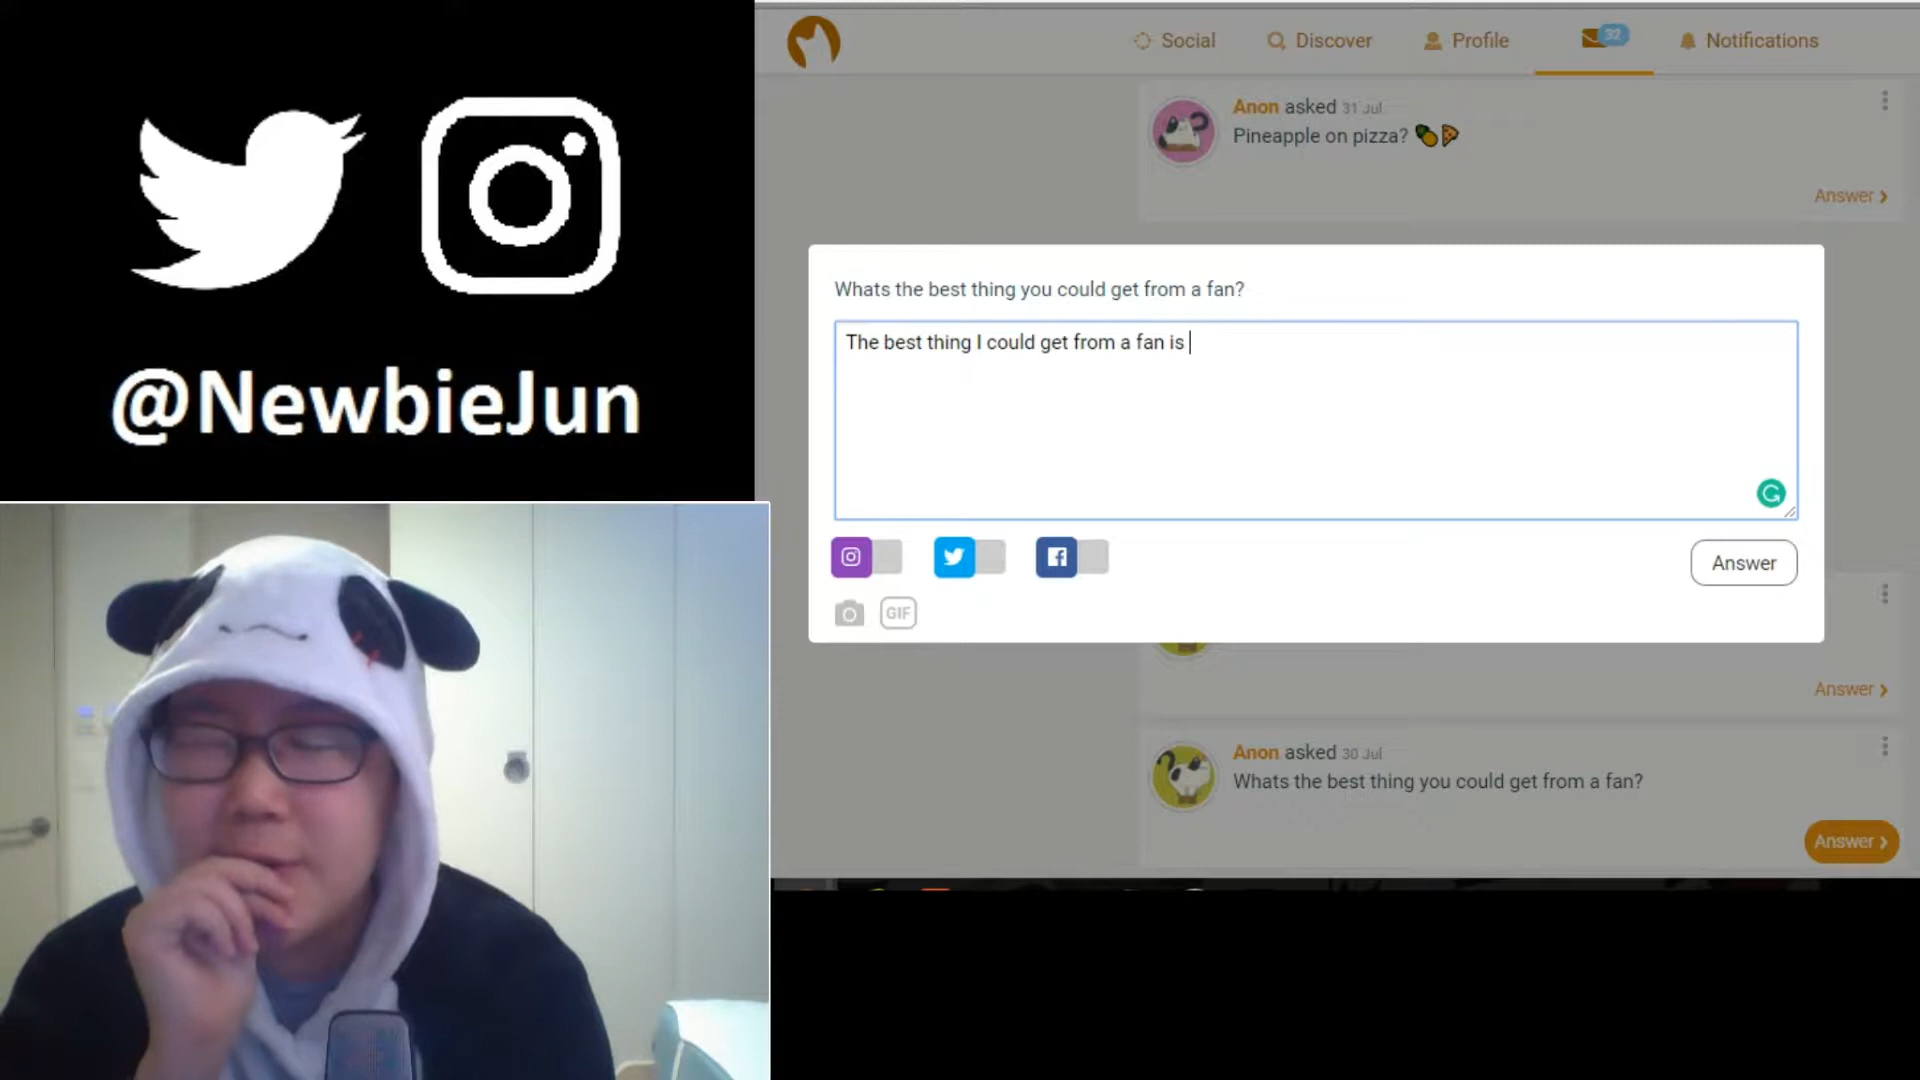 @NewbieJun
Social
Discover
Profile
32
Notifications
Anon asked 31 Jul
Pineapple on pizza? 🍍🍕
Answer
Whats the best thing you could get from a fan?
The best thing I could get from a fan is
Answer
GIF
Answer
Anon asked 30 Jul
Whats the best thing you could get from a fan?
Answer